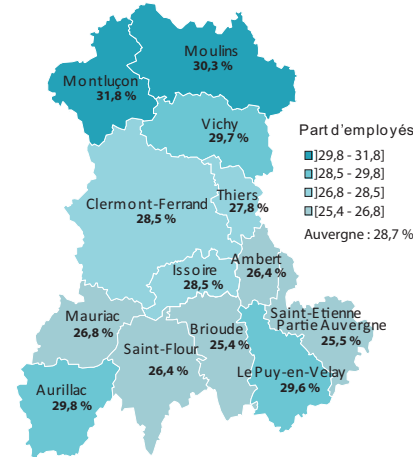 Moulins
30,3 %
Montluçon
31,8 %
Vichy
29,7 %
Part d'employés
]29,8 - 31,8]
]28,5 - 29,8]
]26,8 - 28,5]
[25,4 - 26,8]
Auvergne : 28,7 %
Thiers
27,8 %
Clermont-Ferrand
28,5 %
Ambert
26,4 %
Issoire
28,5 %
Mauriac
26,8 %
Brioude
25,4 %
Saint-Etienne
Partie Auvergne
25,5 %
Saint-Flour
26,4 %
Le Puy-en-Velay
29,6 %
Aurillac
29,8 %